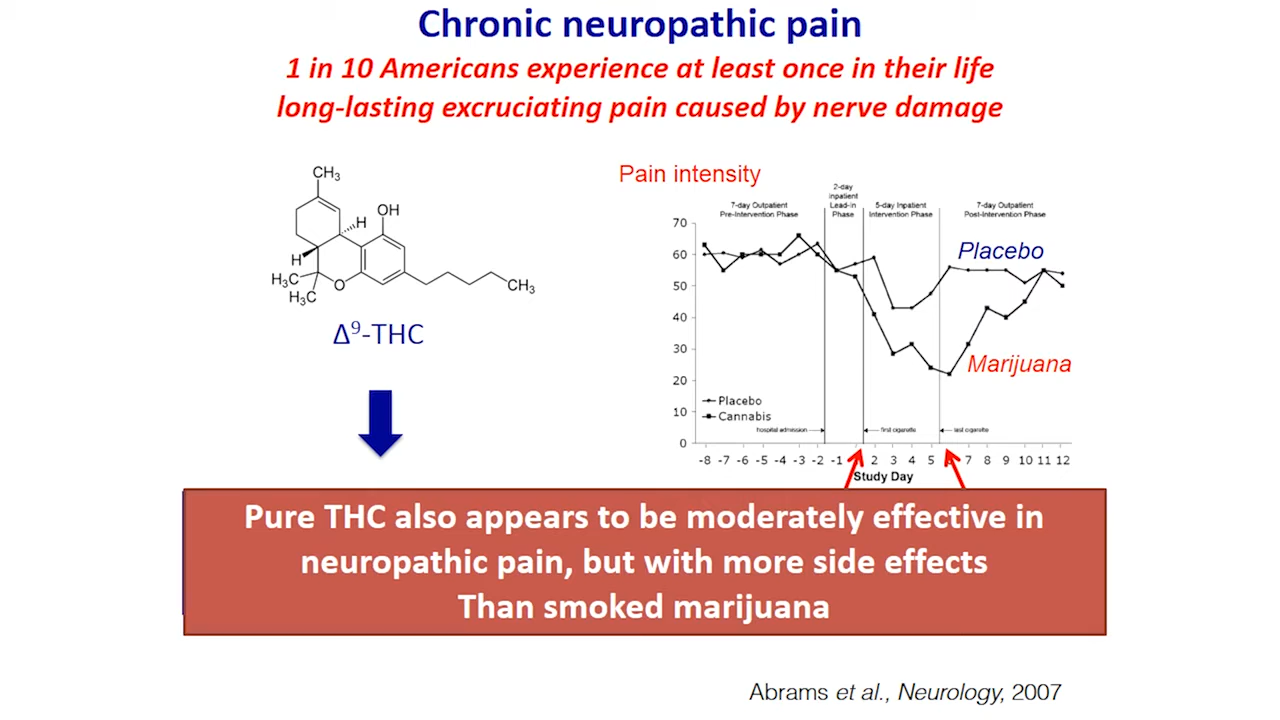 Chronic neuropathic pain
1 in 10 Americans experience at least once in their life
long-lasting excruciating pain caused by nerve damage
CH₃
OH
H
H
H₃C
H₃C
O
CH₃
Δ⁹-THC
Pain intensity
7-day Outpatient
Pre-Intervention Phase
2-day
inpatient
Lead-in
Phase
5-day Inpatient
Intervention Phase
7-day Outpatient
Post-Intervention Phase
70
60
50
40
30
20
10
0
Placebo
Marijuana
Placebo
Cannabis
hospital admission
first cigarette
last cigarette
-8 -7 -6 -5 -4 -3 -2 -1 2 3 4 5 7 8 9 10 11 12
Study Day
Pure THC also appears to be moderately effective in
neuropathic pain, but with more side effects
Than smoked marijuana
Abrams et al., Neurology, 2007